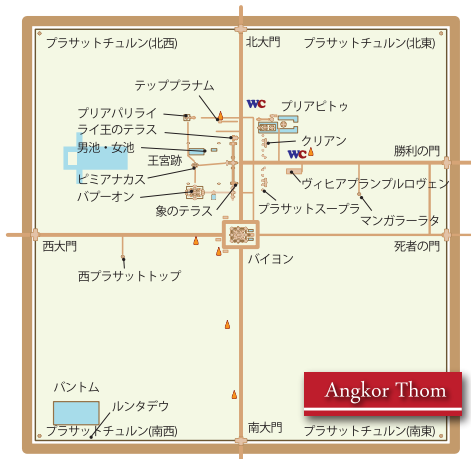 プラサットチュルン(北西)
北大門
プラサットチュルン(北東)
テッププラナム
WC
プリアピトゥ
プリアパリライ
ライ王のテラス
クリアン
男池・女池
WC
勝利の門
王宮跡
ピミアナカス
ヴィヒアプランプルロヴェン
バプーオン
象のテラス
プラサットスープラ
マンガラーラタ
西大門
死者の門
バイヨン
西プラサットトップ
Angkor Thom
バントム
ルンタデウ
プラサットチュルン(南西)
南大門
プラサットチュルン(南東)